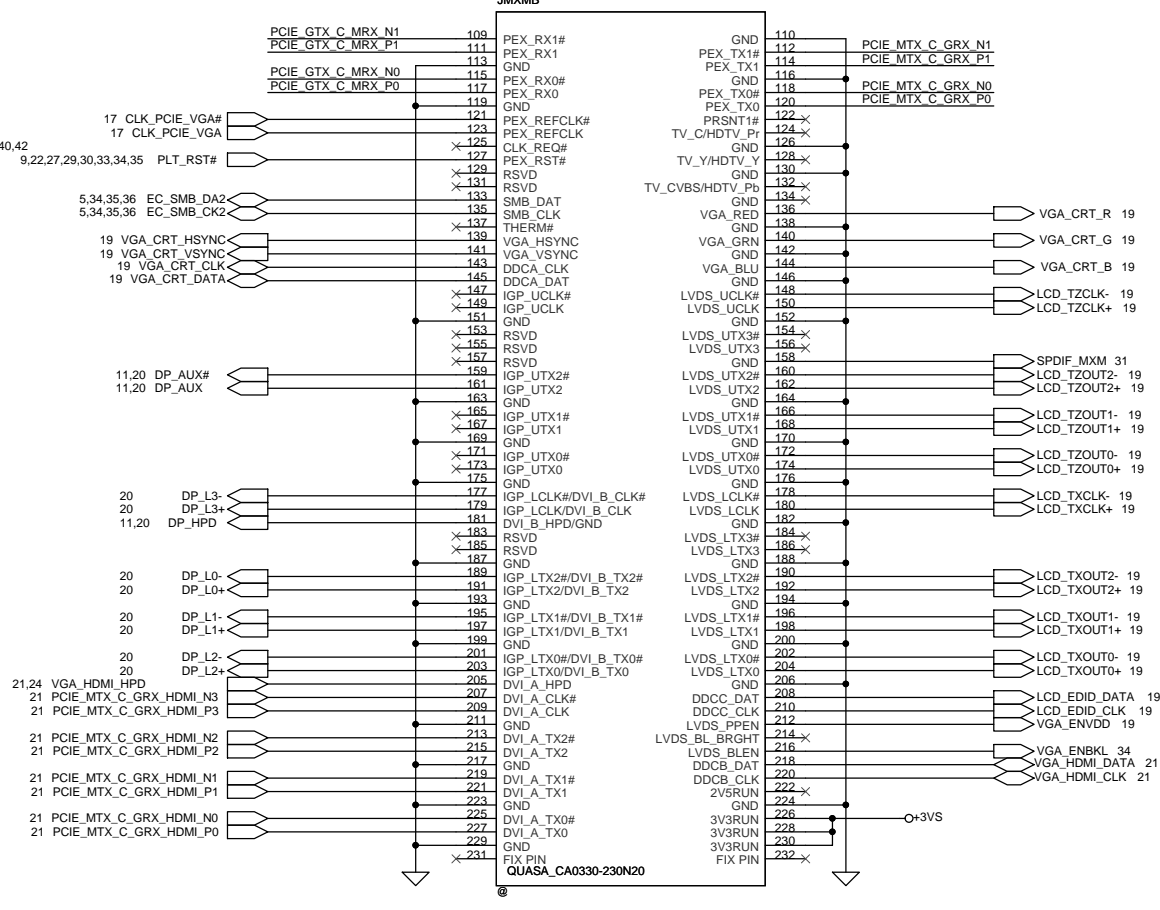 JMXMB
PCIE_GTX_C_MRX_N1 109 PEX_RX1# GND 110
PCIE_GTX_C_MRX_P1 111 PEX_RX1 PEX_TX1# 112 PCIE_MTX_C_GRX_N1
113 GND PEX_TX1 114 PCIE_MTX_C_GRX_P1
PCIE_GTX_C_MRX_N0 115 PEX_RX0# GND 116
PCIE_GTX_C_MRX_P0 117 PEX_RX0 PEX_TX0# 118 PCIE_MTX_C_GRX_N0
119 GND PEX_TX0 120 PCIE_MTX_C_GRX_P0
17 CLK_PCIE_VGA# 121 PEX_REFCLK# PRSNT1# 122
17 CLK_PCIE_VGA 123 PEX_REFCLK TV_C/HDTV_Pr 124
40,42 125 CLK_REQ# GND 126
9,22,27,29,30,33,34,35 PLT_RST# 127 PEX_RST# TV_Y/HDTV_Y 128
129 RSVD GND 130
131 RSVD TV_CVBS/HDTV_Pb 132
5,34,35,36 EC_SMB_DA2 133 SMB_DAT GND 134
5,34,35,36 EC_SMB_CK2 135 SMB_CLK VGA_RED 136 VGA_CRT_R 19
137 THERM# GND 138
19 VGA_CRT_HSYNC 139 VGA_HSYNC VGA_GRN 140 VGA_CRT_G 19
19 VGA_CRT_VSYNC 141 VGA_VSYNC GND 142
19 VGA_CRT_CLK 143 DDCA_CLK VGA_BLU 144 VGA_CRT_B 19
19 VGA_CRT_DATA 145 DDCA_DAT GND 146
147 IGP_UCLK# LVDS_UCLK# 148 LCD_TZCLK- 19
149 IGP_UCLK LVDS_UCLK 150 LCD_TZCLK+ 19
151 GND GND 152
153 RSVD LVDS_UTX3# 154
155 RSVD LVDS_UTX3 156
157 RSVD GND 158 SPDIF_MXM 31
11,20 DP_AUX# 159 IGP_UTX2# LVDS_UTX2# 160 LCD_TZOUT2- 19
11,20 DP_AUX 161 IGP_UTX2 LVDS_UTX2 162 LCD_TZOUT2+ 19
163 GND GND 164
165 IGP_UTX1# LVDS_UTX1# 166 LCD_TZOUT1- 19
167 IGP_UTX1 LVDS_UTX1 168 LCD_TZOUT1+ 19
169 GND GND 170
171 IGP_UTX0# LVDS_UTX0# 172 LCD_TZOUT0- 19
173 IGP_UTX0 LVDS_UTX0 174 LCD_TZOUT0+ 19
175 GND GND 176
20 DP_L3- 177 IGP_LCLK#/DVI_B_CLK# LVDS_LCLK# 178 LCD_TXCLK- 19
20 DP_L3+ 179 IGP_LCLK/DVI_B_CLK LVDS_LCLK 180 LCD_TXCLK+ 19
11,20 DP_HPD 181 DVI_B_HPD/GND GND 182
183 RSVD LVDS_LTX3# 184
185 RSVD LVDS_LTX3 186
187 GND GND 188
20 DP_L0- 189 IGP_LTX2#/DVI_B_TX2# LVDS_LTX2# 190 LCD_TXOUT2- 19
20 DP_L0+ 191 IGP_LTX2/DVI_B_TX2 LVDS_LTX2 192 LCD_TXOUT2+ 19
193 GND GND 194
20 DP_L1- 195 IGP_LTX1#/DVI_B_TX1# LVDS_LTX1# 196 LCD_TXOUT1- 19
20 DP_L1+ 197 IGP_LTX1/DVI_B_TX1 LVDS_LTX1 198 LCD_TXOUT1+ 19
199 GND GND 200
20 DP_L2- 201 IGP_LTX0#/DVI_B_TX0# LVDS_LTX0# 202 LCD_TXOUT0- 19
20 DP_L2+ 203 IGP_LTX0/DVI_B_TX0 LVDS_LTX0 204 LCD_TXOUT0+ 19
21,24 VGA_HDMI_HPD 205 DVI_A_HPD GND 206
21 PCIE_MTX_C_GRX_HDMI_N3 207 DVI_A_CLK# DDCC_DAT 208 LCD_EDID_DATA 19
21 PCIE_MTX_C_GRX_HDMI_P3 209 DVI_A_CLK DDCC_CLK 210 LCD_EDID_CLK 19
211 GND LVDS_PPEN 212 VGA_ENVDD 19
21 PCIE_MTX_C_GRX_HDMI_N2 213 DVI_A_TX2# LVDS_BL_BRGHT 214
21 PCIE_MTX_C_GRX_HDMI_P2 215 DVI_A_TX2 LVDS_BLEN 216 VGA_ENBKL 34
217 GND DDCB_DAT 218 VGA_HDMI_DATA 21
21 PCIE_MTX_C_GRX_HDMI_N1 219 DVI_A_TX1# DDCB_CLK 220 VGA_HDMI_CLK 21
21 PCIE_MTX_C_GRX_HDMI_P1 221 DVI_A_TX1 2V5RUN 222
223 GND GND 224
21 PCIE_MTX_C_GRX_HDMI_N0 225 DVI_A_TX0# 3V3RUN 226 +3VS
21 PCIE_MTX_C_GRX_HDMI_P0 227 DVI_A_TX0 3V3RUN 228
229 GND 3V3RUN 230
231 FIX PIN FIX PIN 232
QUASA_CA0330-230N20
@